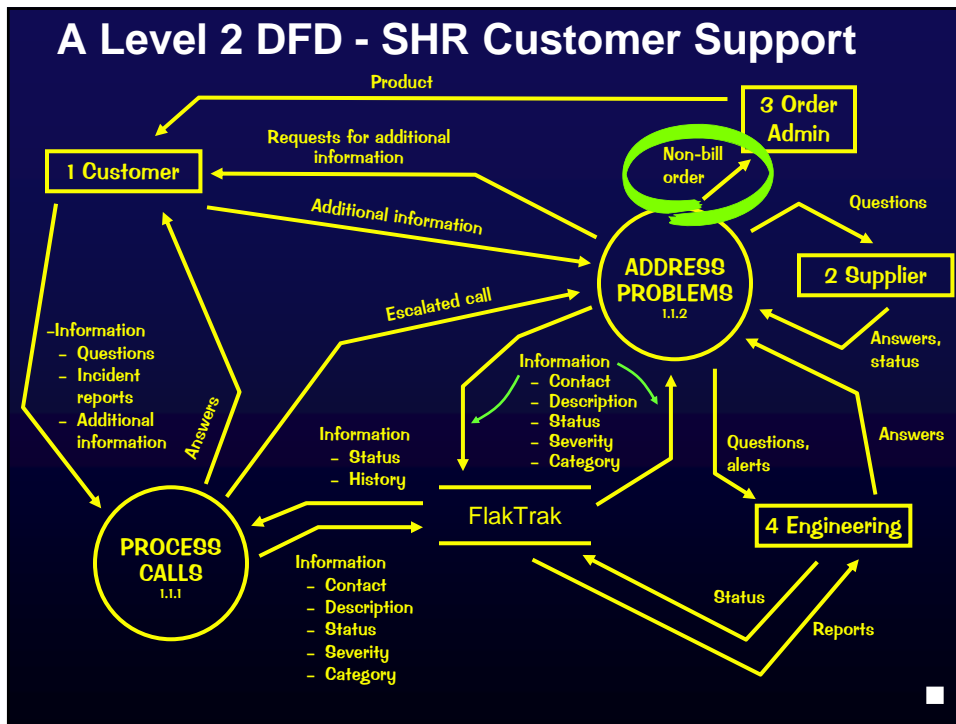 A Level 2 DFD - SHR Customer Support
Product
3 Order
Admin
Requests for additional
information
Non-bill
order
1 Customer
Additional information
Questions
ADDRESS
PROBLEMS
1.1.2
2 Supplier
Escalated call
-Information
- Questions
- Incident
reports
- Additional
information
Answers
Answers,
status
Information
- Contact
- Description
- Status
- Severity
- Category
Information
- Status
- History
Questions,
alerts
Answers
FlakTrak
4 Engineering
PROCESS
CALLS
1.1.1
Information
- Contact
- Description
- Status
- Severity
- Category
Status
Reports